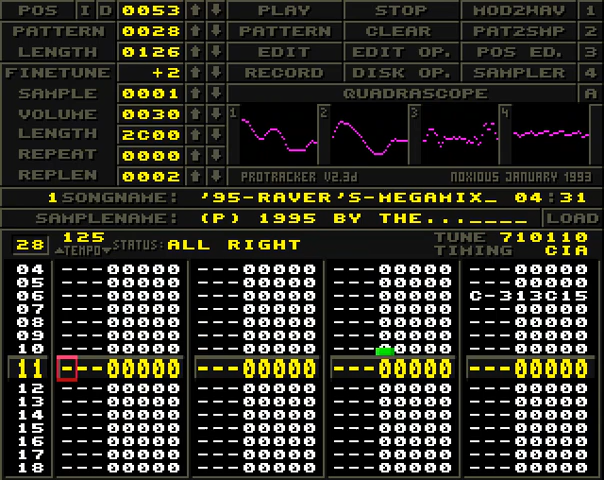 POS I D 0053 PLAY STOP MOD2WAV 1
PATTERN 0028 PATTERN CLEAR PAT2SMP 2
LENGTH 0126 EDIT EDIT OP. POS ED. 3
FINETUNE +2 RECORD DISK OP. SAMPLER 4
SAMPLE 0001 QUADRASCOPE A
VOLUME 0030 1 2 3 4
LENGTH 2C00
REPEAT 0000
REPLEN 0002 PROTRACKER V2.3d NOXIOUS JANUARY 1993
1 SONGNAME: '95-RAVER'S-MEGAMIX_ 04:31
SAMPLENAME: (P) 1995 BY THE...____ LOAD
28 125 TEMPO STATUS: ALL RIGHT TUNE 710110
TIMING CIA
04 ---00000 ---00000 ---00000 ---00000
05 ---00000 ---00000 ---00000 ---00000
06 ---00000 ---00000 ---00000 C-313C15
07 ---00000 ---00000 ---00000 ---00000
08 ---00000 ---00000 ---00000 ---00000
09 ---00000 ---00000 ---00000 ---00000
10 ---00000 ---00000 ---00000 ---00000
11 ---00000 ---00000 ---00000 ---00000
12 ---00000 ---00000 ---00000 ---00000
13 ---00000 ---00000 ---00000 ---00000
14 ---00000 ---00000 ---00000 ---00000
15 ---00000 ---00000 ---00000 ---00000
16 ---00000 ---00000 ---00000 ---00000
17 ---00000 ---00000 ---00000 ---00000
18 ---00000 ---00000 ---00000 ---00000